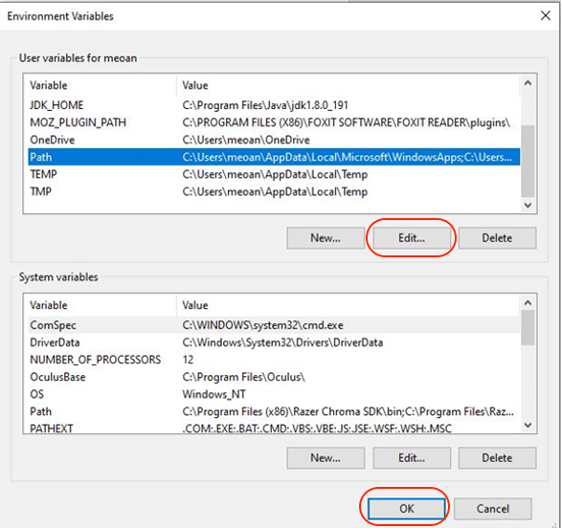 Environment Variables
User variables for meoan
Variable Value
JDK_HOME C:\Program Files\Java\jdk1.8.0_191
MOZ_PLUGIN_PATH C:\PROGRAM FILES (X86)\FOXIT SOFTWARE\FOXIT READER\plugins\
OneDrive C:\Users\meoan\OneDrive
Path C:\Users\meoan\AppData\Local\Microsoft\WindowsApps;C:\Users...
TEMP C:\Users\meoan\AppData\Local\Temp
TMP C:\Users\meoan\AppData\Local\Temp
New... Edit... Delete
System variables
Variable Value
ComSpec C:\WINDOWS\system32\cmd.exe
DriverData C:\Windows\System32\Drivers\DriverData
NUMBER_OF_PROCESSORS 12
OculusBase C:\Program Files\Oculus\
OS Windows_NT
Path C:\Program Files (x86)\Razer Chroma SDK\bin;C:\Program Files\Raz...
PATHEXT .COM;.EXE;.BAT;.CMD;.VBS;.VBE;.JS;.JSE;.WSF;.WSH;.MSC
New... Edit... Delete
OK Cancel